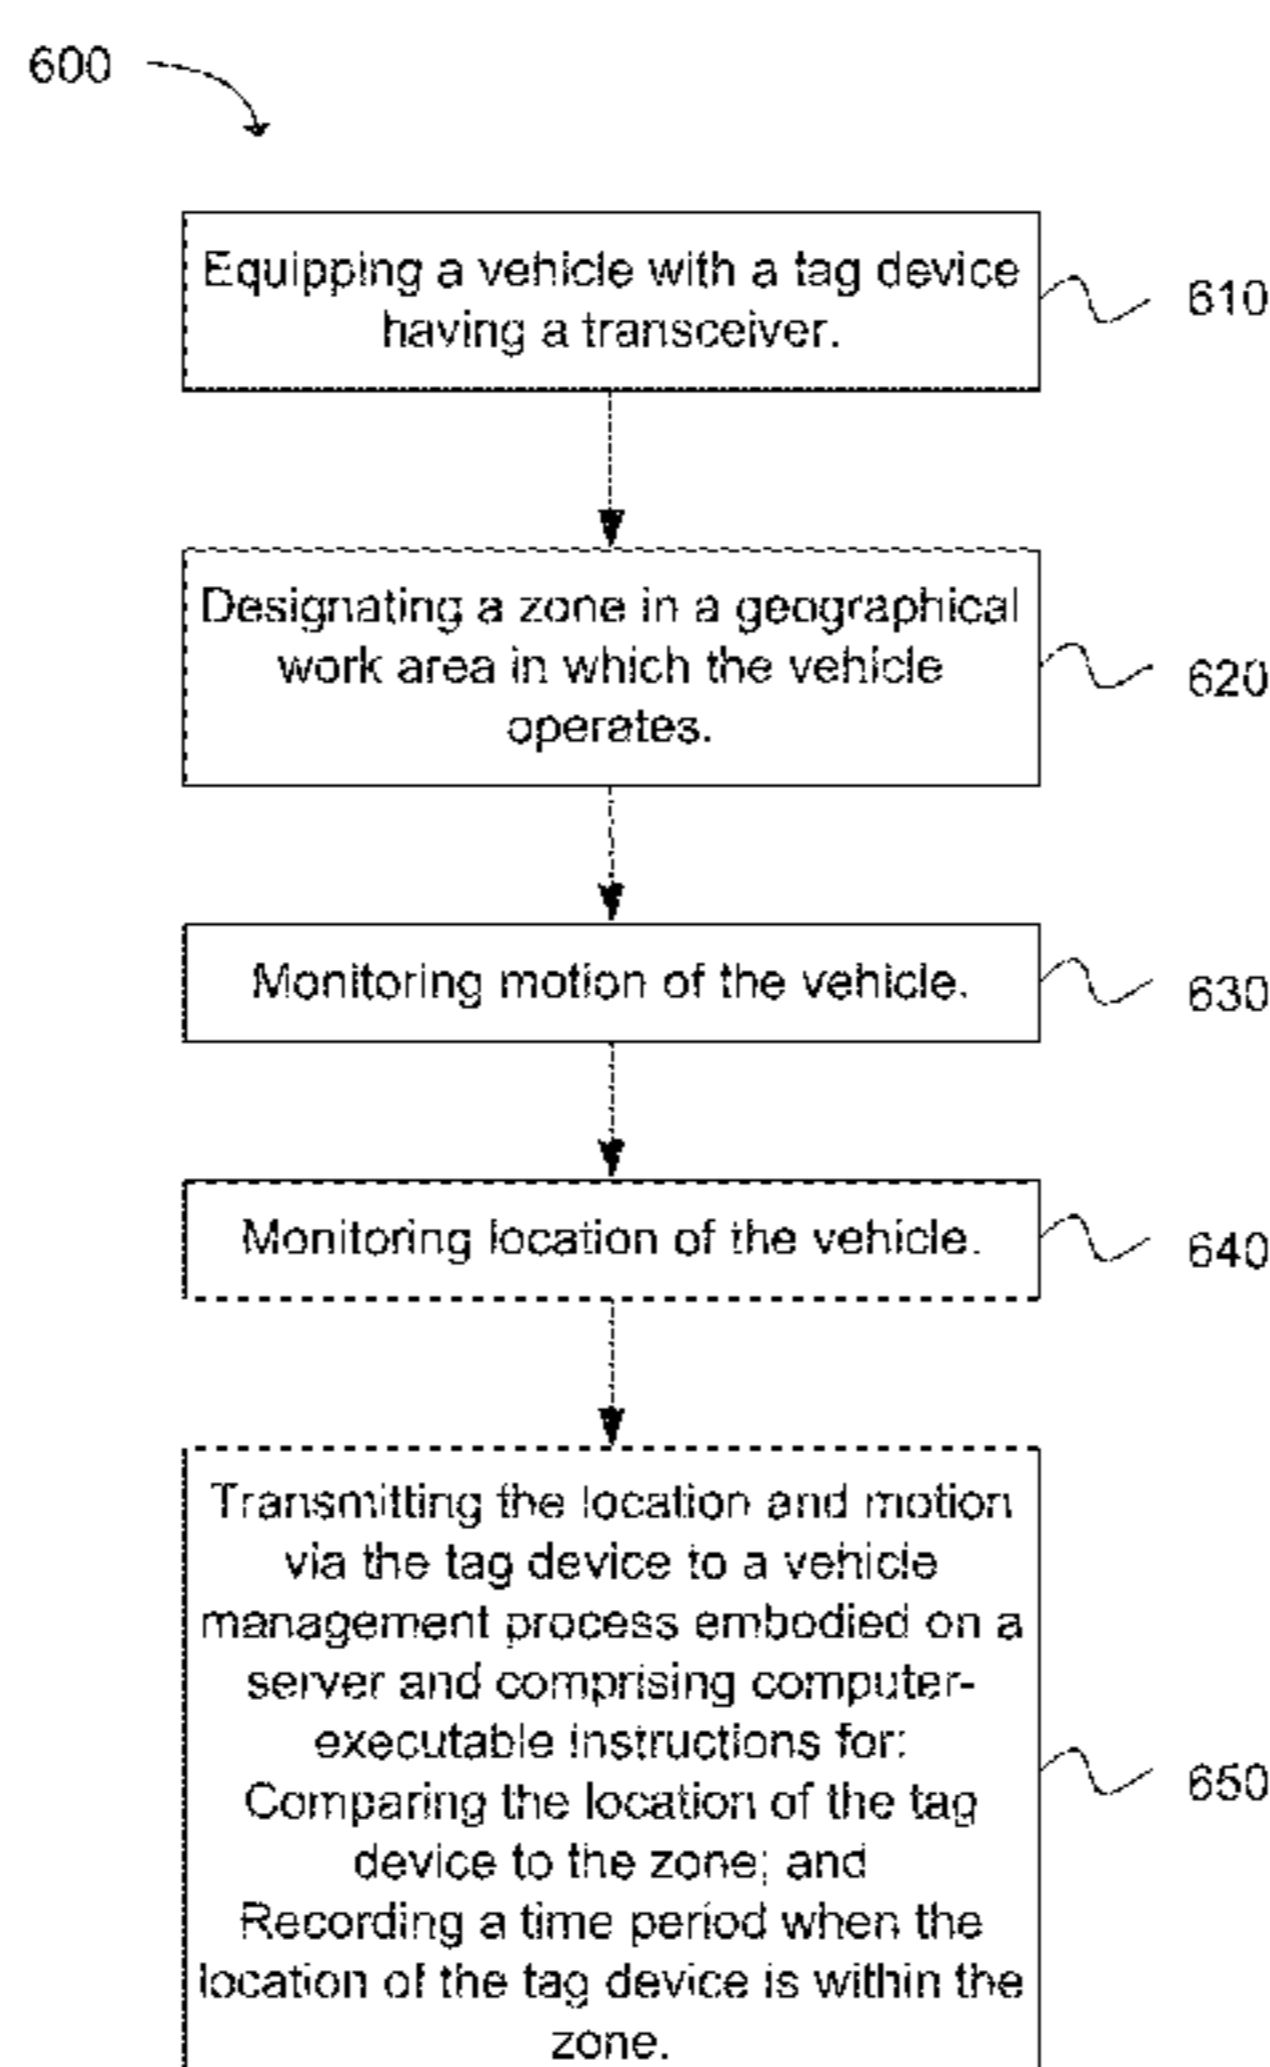 600
Equipping a vehicle with a tag device
having a transceiver.
610
Designating a zone in a geographical
work area in which the vehicle
operates.
620
Monitoring motion of the vehicle.
630
Monitoring location of the vehicle.
640
Transmitting the location and motion
via the tag device to a vehicle
management process embodied on a
server and comprising computer-
executable instructions for:
Comparing the location of the tag
device to the zone; and
Recording a time period when the
location of the tag device is within the
zone.
650